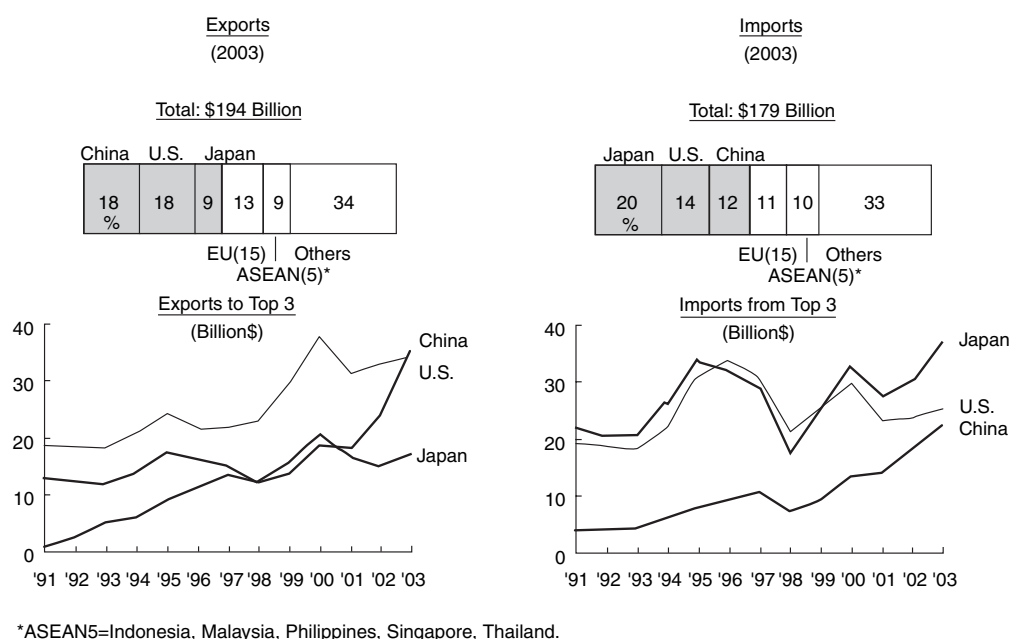 Exports
(2003)
Total: $194 Billion
China U.S. Japan
18 % 18 9 13 9 34
EU(15) Others
ASEAN(5)*
Exports to Top 3
(Billion$)
40
30
20
10
0
China
U.S.
Japan
'91 '92 '93 '94 '95 '96 '97 '98 '99 '00 '01 '02 '03
Imports
(2003)
Total: $179 Billion
Japan U.S. China
20 % 14 12 11 10 33
EU(15) Others
ASEAN(5)*
Imports from Top 3
(Billion$)
40
30
20
10
0
Japan
U.S.
China
'91 '92 '93 '94 '95 '96 '97 '98 '99 '00 '01 '02 '03
*ASEAN5=Indonesia, Malaysia, Philippines, Singapore, Thailand.